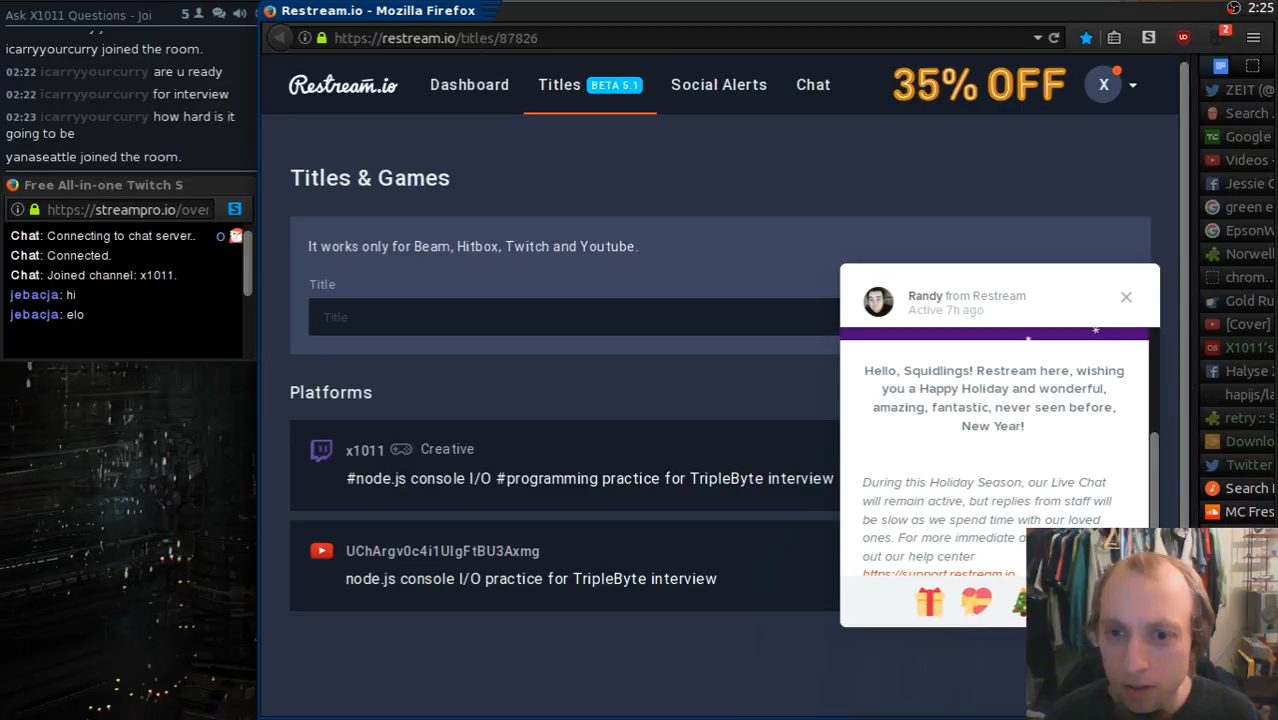 Ask X1011 Questions - Joi
5
icarryyourcurry joined the room.
02:22 icarryyourcurry are u ready
02:22 icarryyourcurry for interview
02:23 icarryyourcurry how hard is it
going to be
yanaseattle joined the room.
Free All-in-one Twitch S
https://streampro.io/over
Chat: Connecting to chat server..
Chat: Connected.
Chat: Joined channel: x1011.
jebacja: hi
jebacja: elo
Restream.io - Mozilla Firefox
2:25
https://restream.io/titles/87826
2
Restream.io
Dashboard
Titles BETA 5.1
Social Alerts
Chat
35% OFF
X
Titles & Games
It works only for Beam, Hitbox, Twitch and Youtube.
Title
Title
Platforms
x1011 Creative
#node.js console I/O #programming practice for TripleByte interview
UChArgv0c4i1UIgFtBU3Axmg
node.js console I/O practice for TripleByte interview
Randy from Restream
Active 7h ago
Hello, Squidlings! Restream here, wishing
you a Happy Holiday and wonderful,
amazing, fantastic, never seen before,
New Year!
During this Holiday Season, our Live Chat
will remain active, but replies from staff will
be slow as we spend time with our loved
ones. For more immediate a
out our help center
https://support.restream.io
ZEIT (@
Search
Google
Videos -
Jessie C
green e
EpsonW
Norwell
chrom...
Gold Ru
[Cover]
X1011's
Halyse Z
hapijs/la
retry :: S
Downlo
Twitter
Search
MC Fres